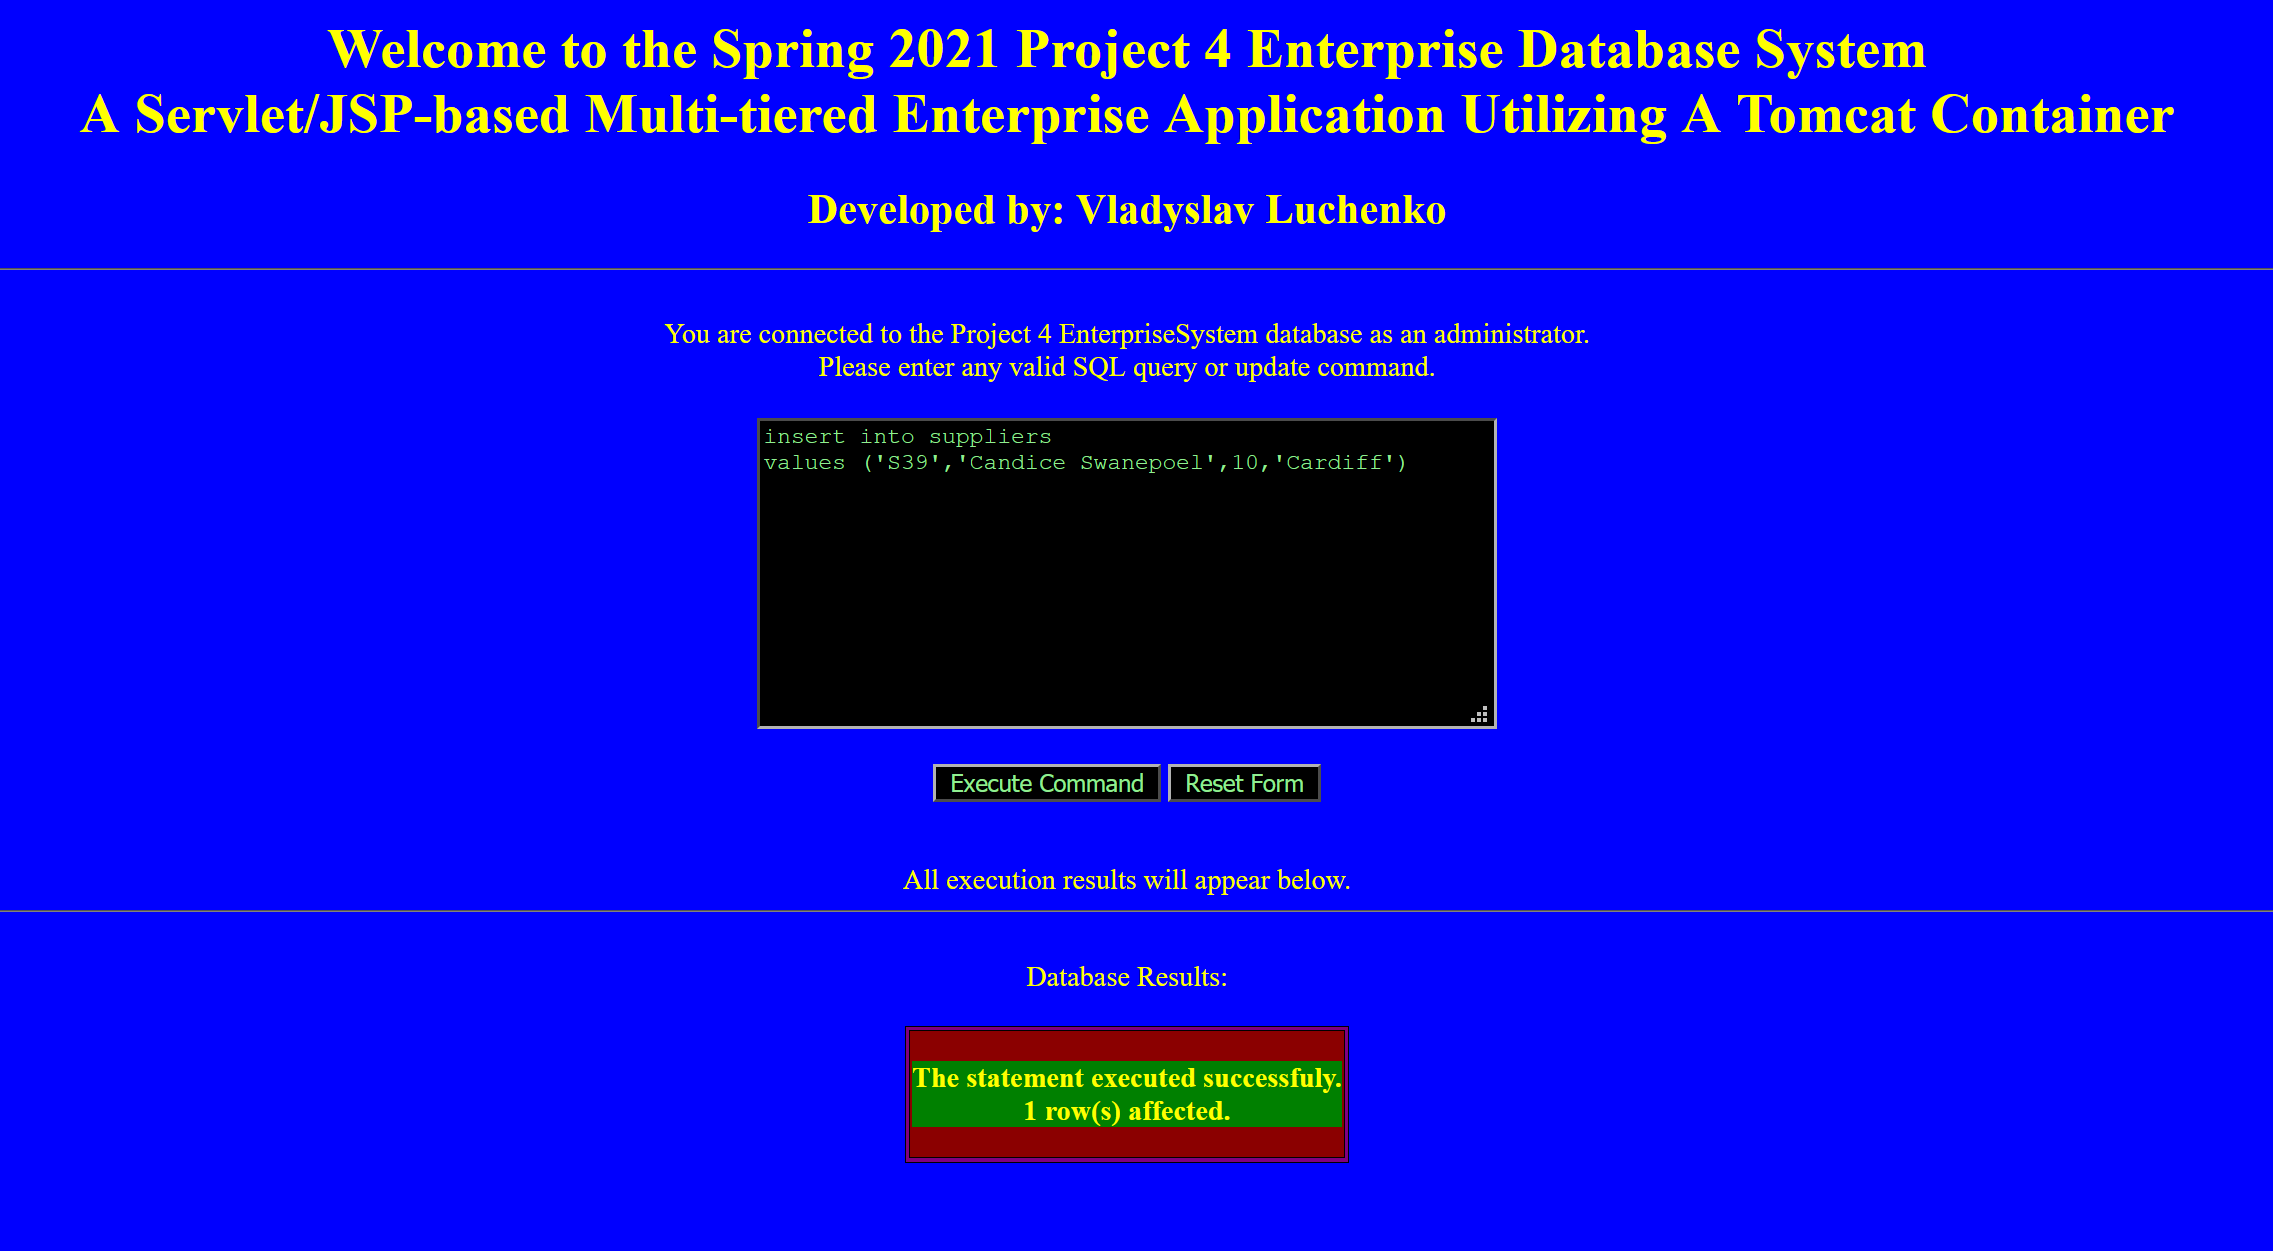 Welcome to the Spring 2021 Project 4 Enterprise Database System
A Servlet/JSP-based Multi-tiered Enterprise Application Utilizing A Tomcat Container
Developed by: Vladyslav Luchenko
You are connected to the Project 4 EnterpriseSystem database as an administrator.
Please enter any valid SQL query or update command.
insert into suppliers
values ('S39','Candice Swanepoel',10,'Cardiff')
Execute Command Reset Form
All execution results will appear below.
Database Results:
The statement executed successfuly.
1 row(s) affected.